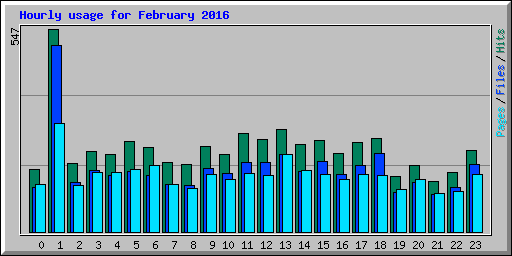 Hourly usage for February 2016
547
Pages / Files / Hits
0 1 2 3 4 5 6 7 8 9 10 11 12 13 14 15 16 17 18 19 20 21 22 23